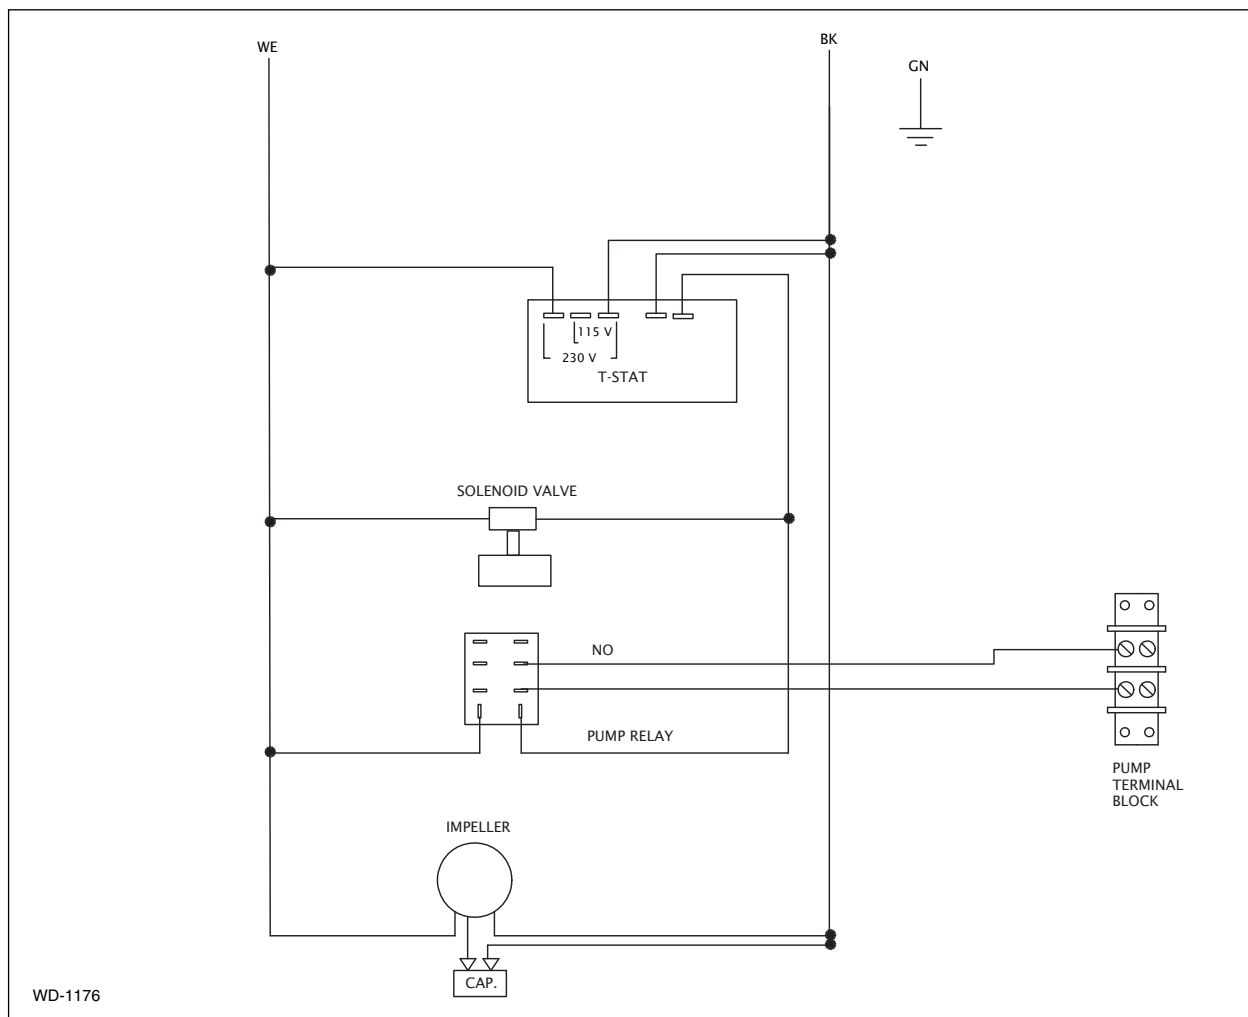 WE
BK
GN
115 V
230 V
T-STAT
SOLENOID VALVE
NO
PUMP RELAY
PUMP
TERMINAL
BLOCK
IMPELLER
CAP.
WD-1176